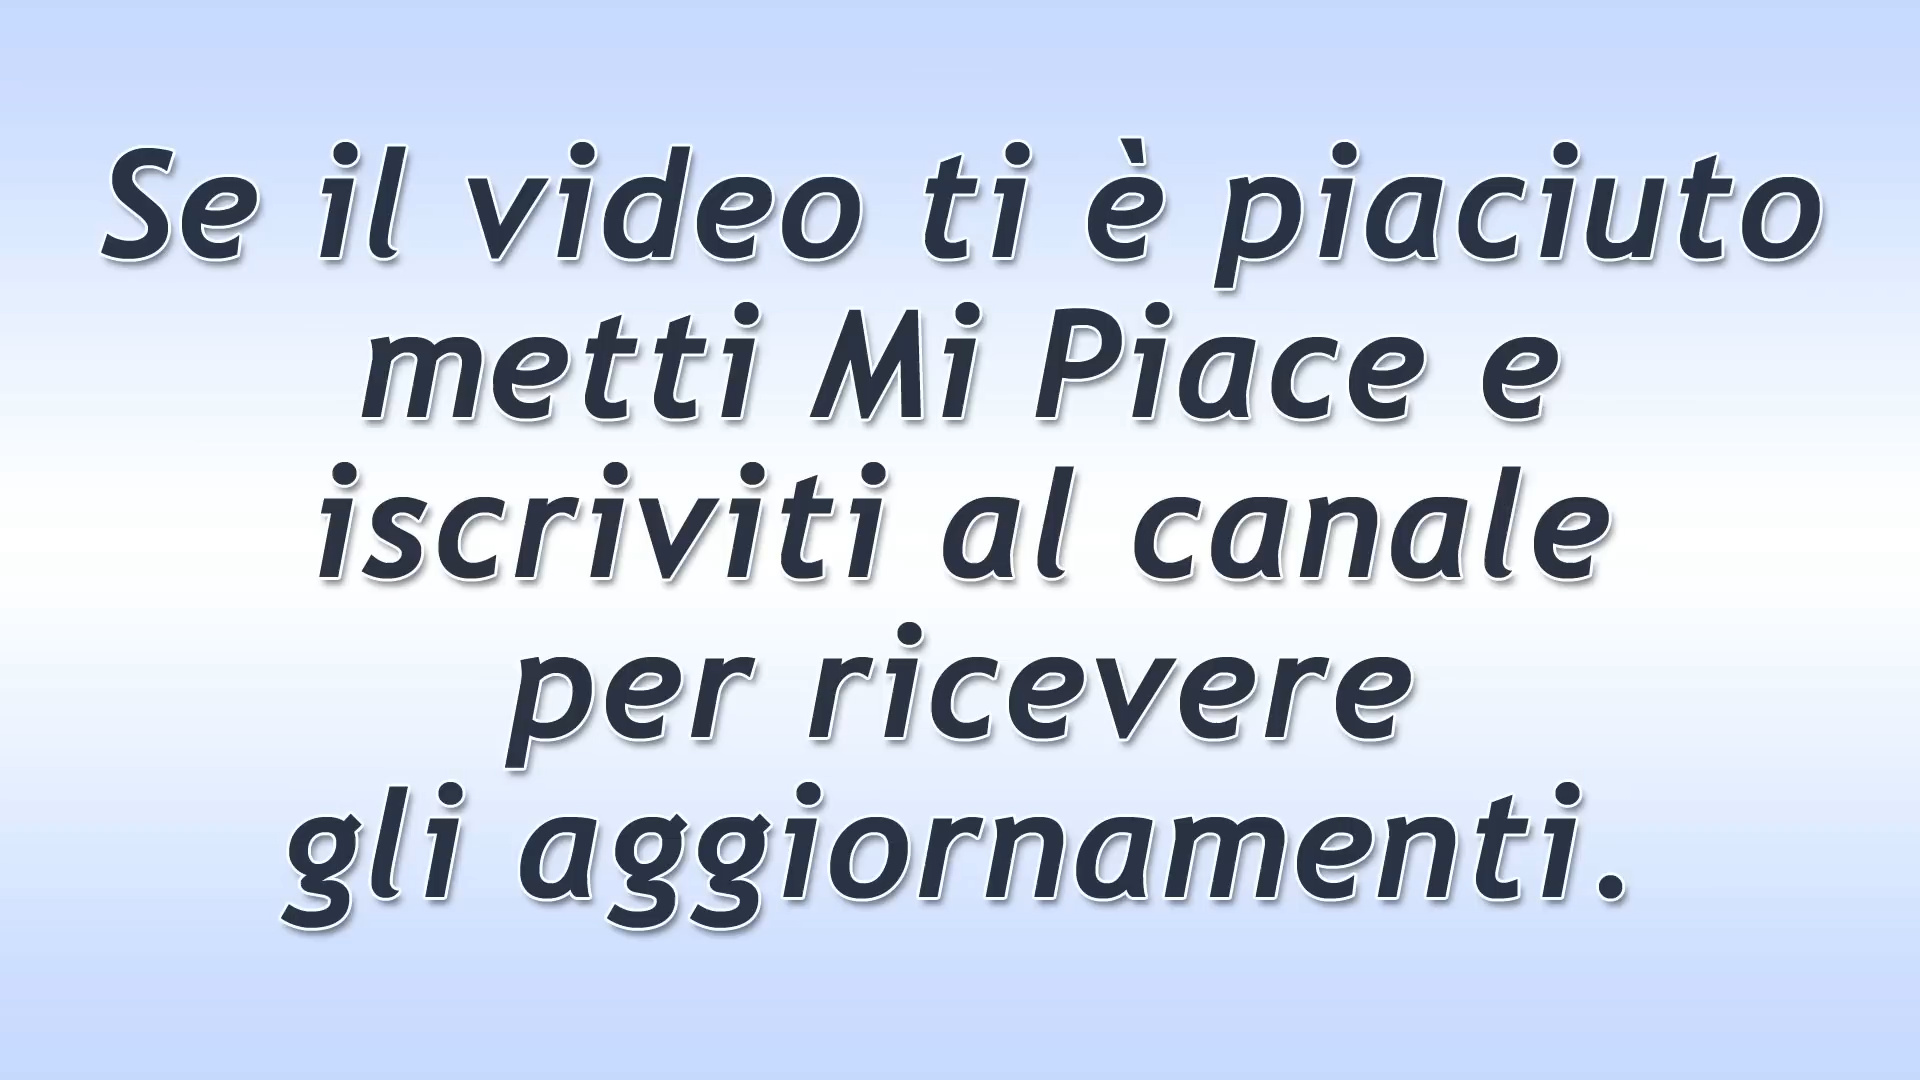 Se il video ti è piaciuto
metti Mi Piace e
iscriviti al canale
per ricevere
gli aggiornamenti.